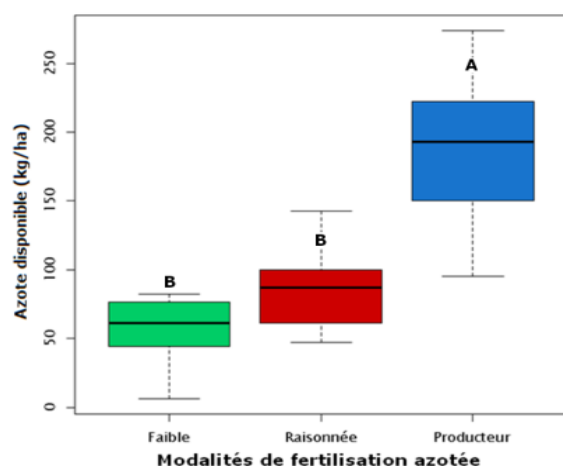 Azote disponible (kg/ha)
250
200
150
100
50
0
A
B
B
Faible Raisonnée Producteur
Modalités de fertilisation azotée